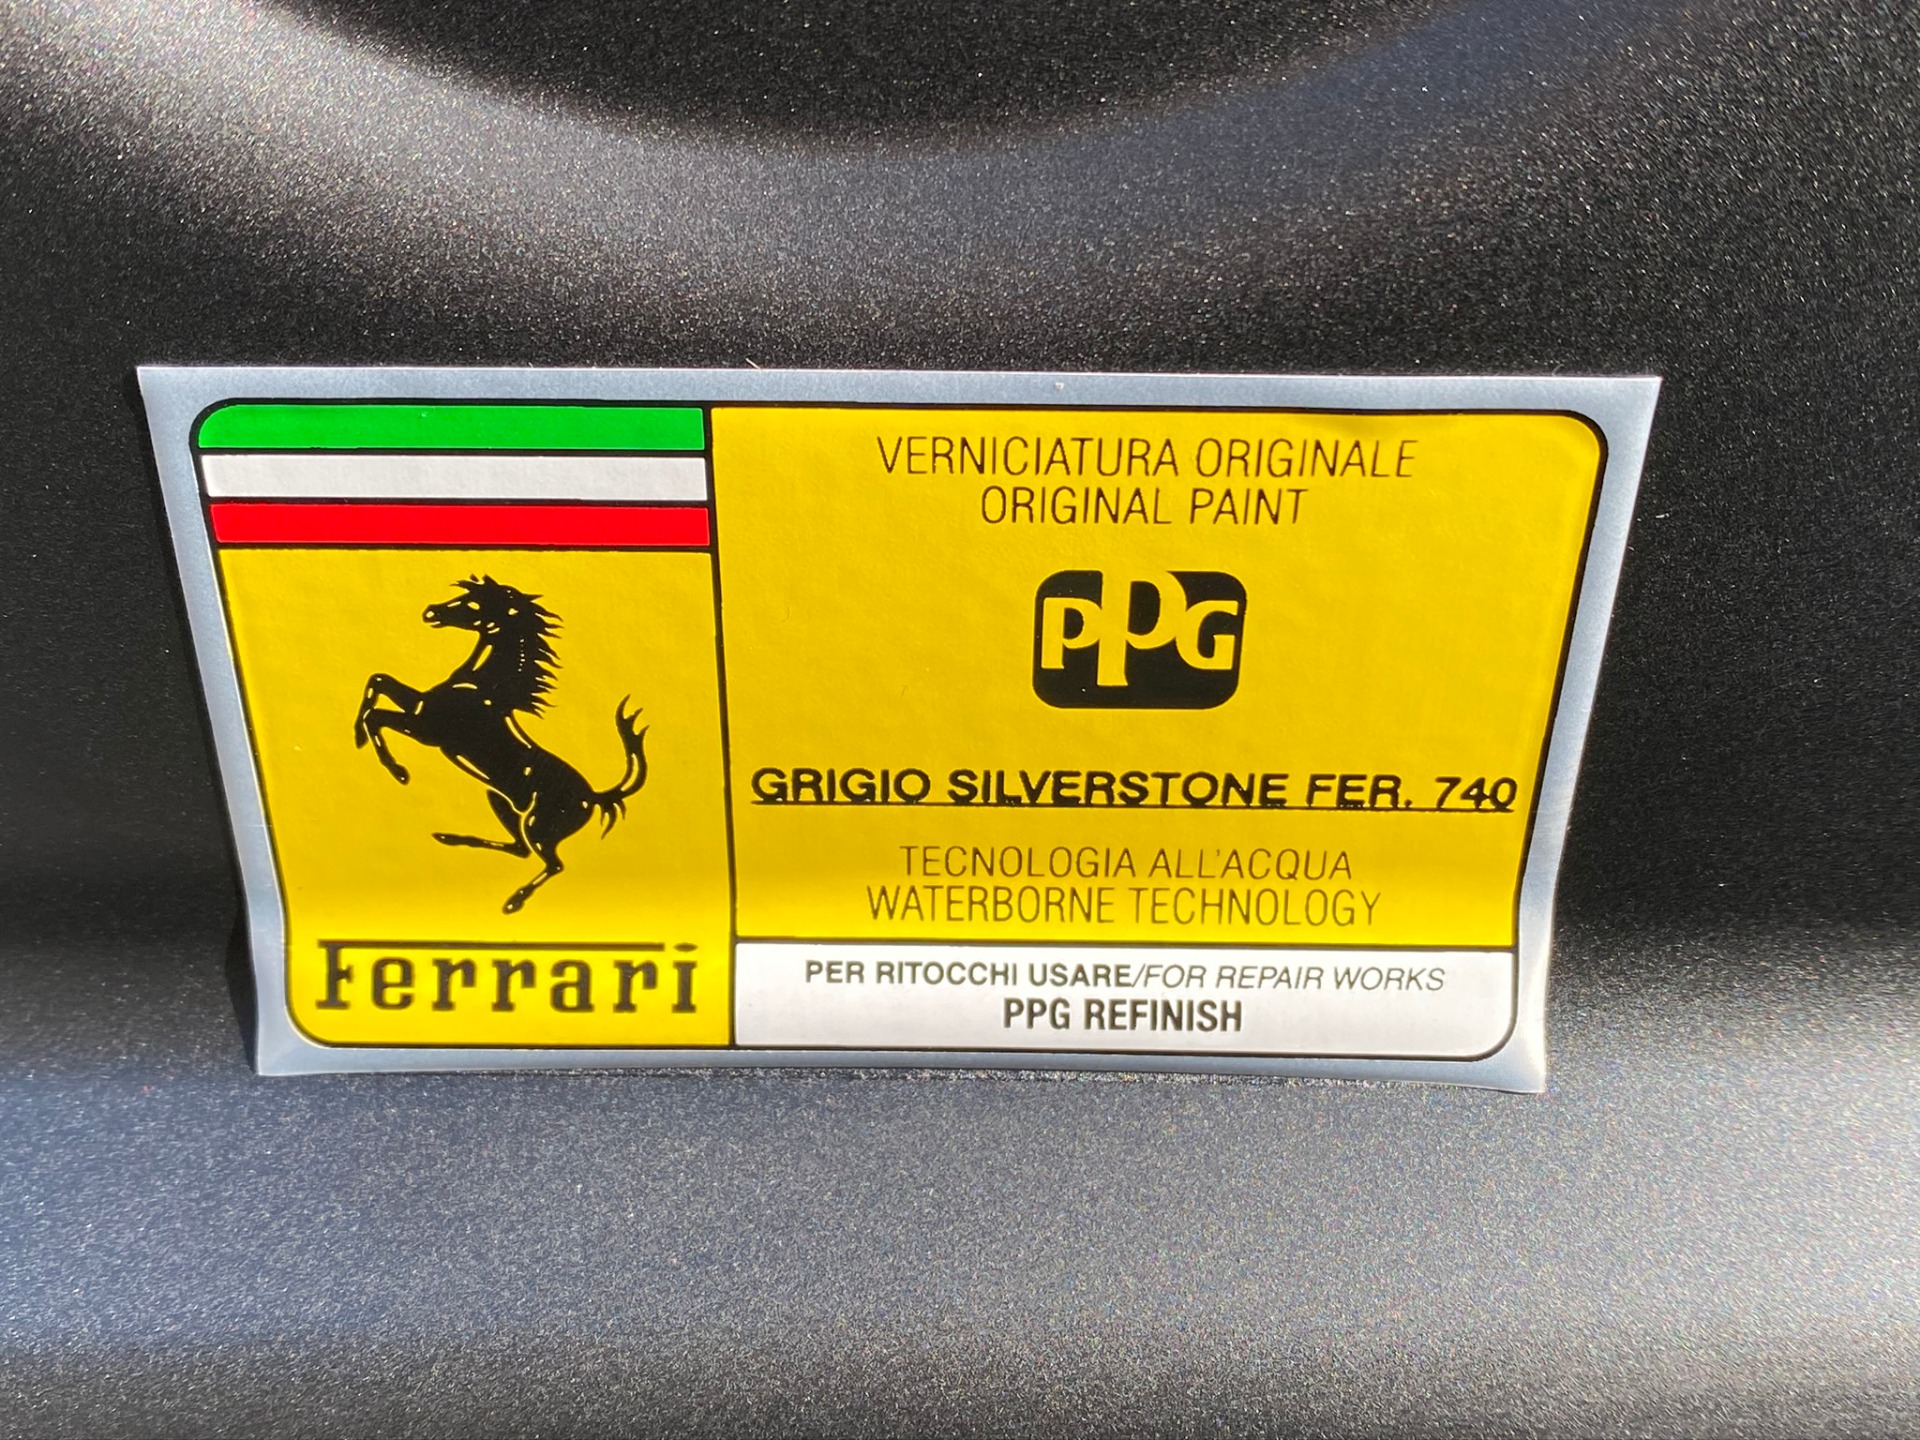 VERNICIATURA ORIGINALE
ORIGINAL PAINT
PPG
GRIGIO SILVERSTONE FER. 740
TECNOLOGIA ALL'ACQUA
WATERBORNE TECHNOLOGY
Ferrari
PER RITOCCHI USARE/FOR REPAIR WORKS
PPG REFINISH